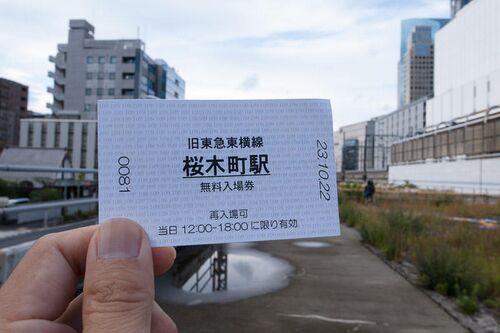 旧東急東横線
桜木町駅
無料入場券
再入場可
当日 12:00-18:00 に限り有効
0081
23.10.22